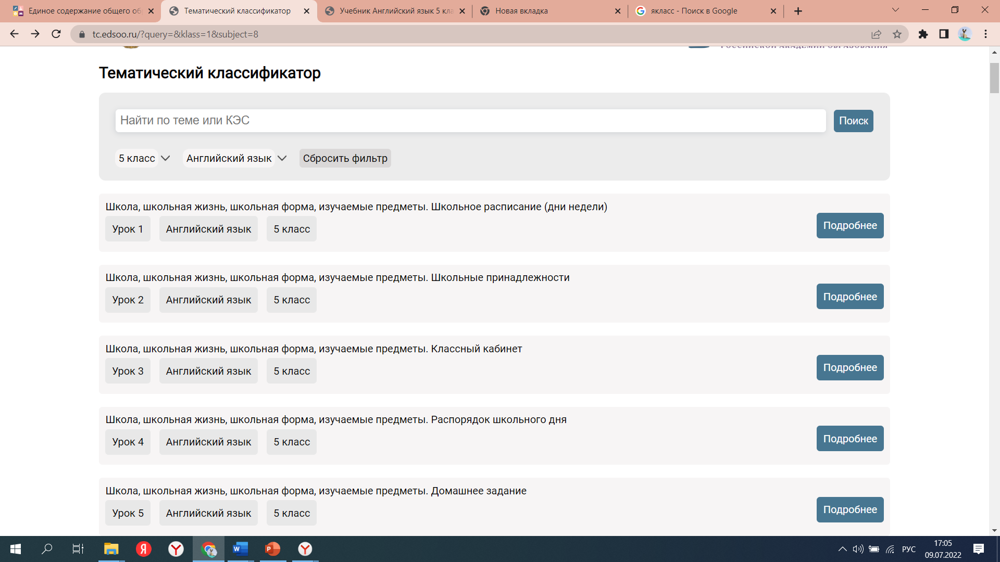 Единое содержание общего об
Тематический классификатор
Учебник Английский язык 5 кла
Новая вкладка
якласс - Поиск в Google
tc.edsoo.ru/?query=&klass=1&subject=8
РОССИЙСКОЙ АКАДЕМИИ ОБРАЗОВАНИЯ
Тематический классификатор
Найти по теме или КЭС
Поиск
5 класс
Английский язык
Сбросить фильтр
Школа, школьная жизнь, школьная форма, изучаемые предметы. Школьное расписание (дни недели)
Урок 1
Английский язык
5 класс
Подробнее
Школа, школьная жизнь, школьная форма, изучаемые предметы. Школьные принадлежности
Урок 2
Английский язык
5 класс
Подробнее
Школа, школьная жизнь, школьная форма, изучаемые предметы. Классный кабинет
Урок 3
Английский язык
5 класс
Подробнее
Школа, школьная жизнь, школьная форма, изучаемые предметы. Распорядок школьного дня
Урок 4
Английский язык
5 класс
Подробнее
Школа, школьная жизнь, школьная форма, изучаемые предметы. Домашнее задание
Урок 5
Английский язык
5 класс
Подробнее
РУС
17:05
09.07.2022